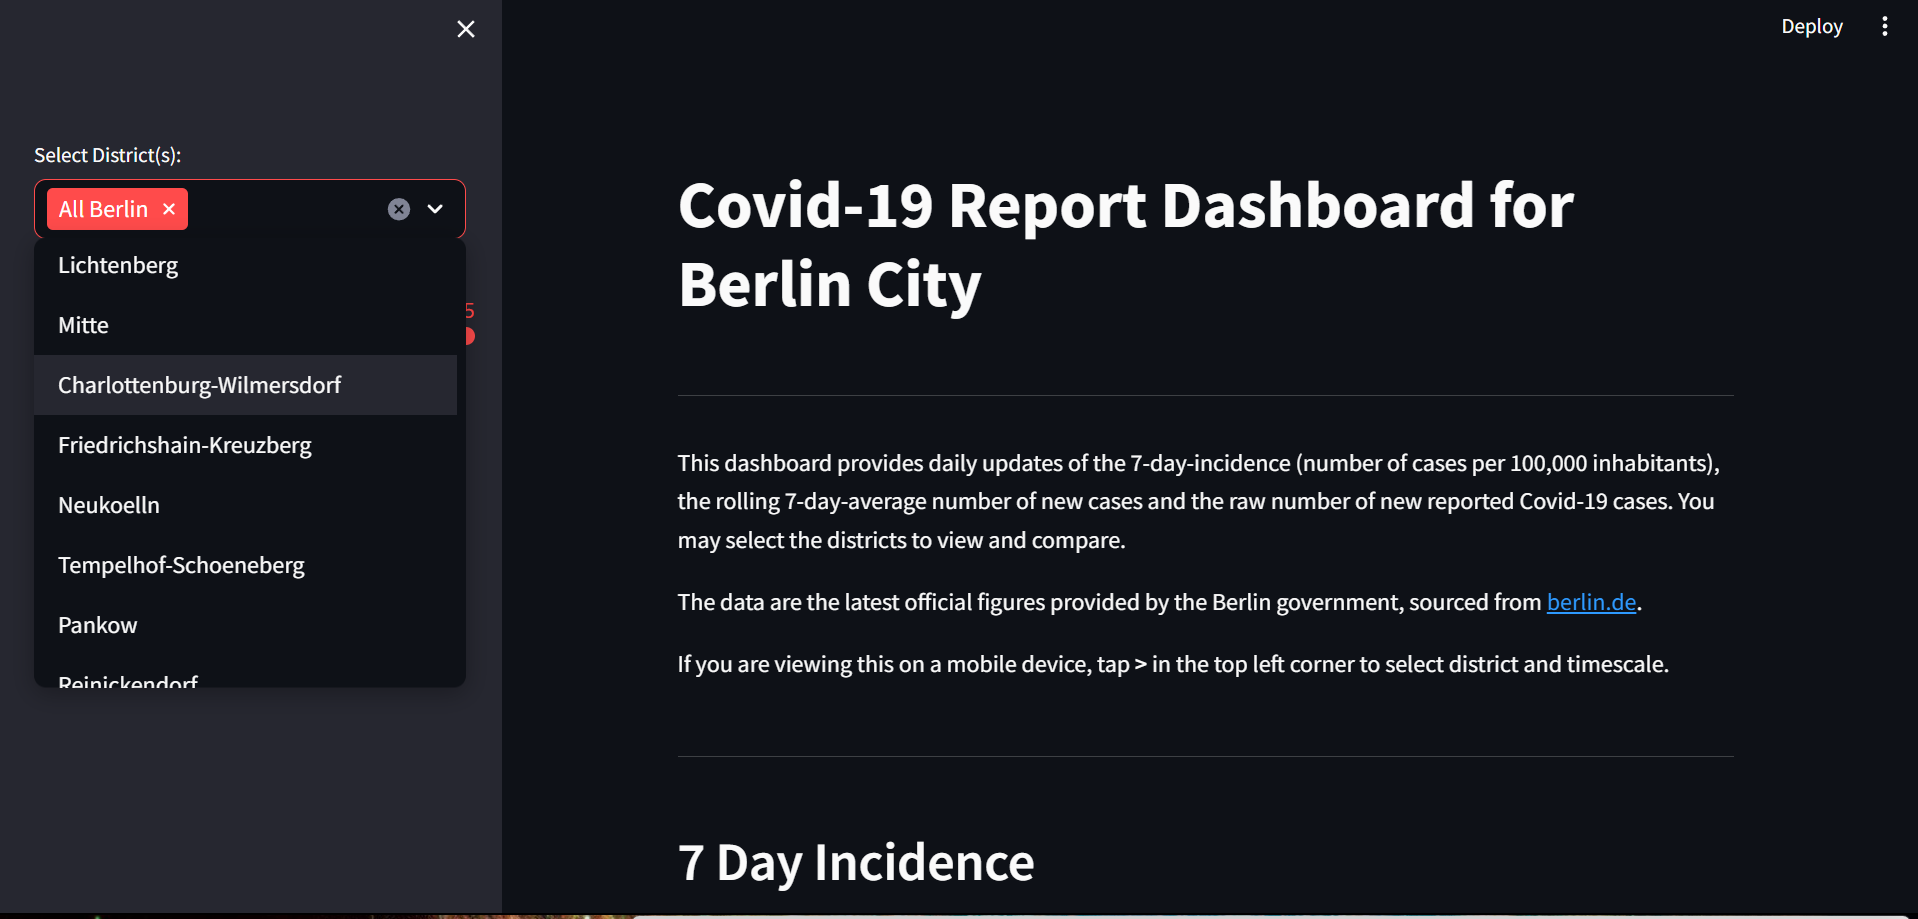 Select District(s):
All Berlin
Lichtenberg
Mitte
Charlottenburg-Wilmersdorf
Friedrichshain-Kreuzberg
Neukoelln
Tempelhof-Schoeneberg
Pankow
Reinickendorf
5
Deploy
Covid-19 Report Dashboard for
Berlin City
This dashboard provides daily updates of the 7-day-incidence (number of cases per 100,000 inhabitants),
the rolling 7-day-average number of new cases and the raw number of new reported Covid-19 cases. You
may select the districts to view and compare.
The data are the latest official figures provided by the Berlin government, sourced from berlin.de.
If you are viewing this on a mobile device, tap > in the top left corner to select district and timescale.
7 Day Incidence